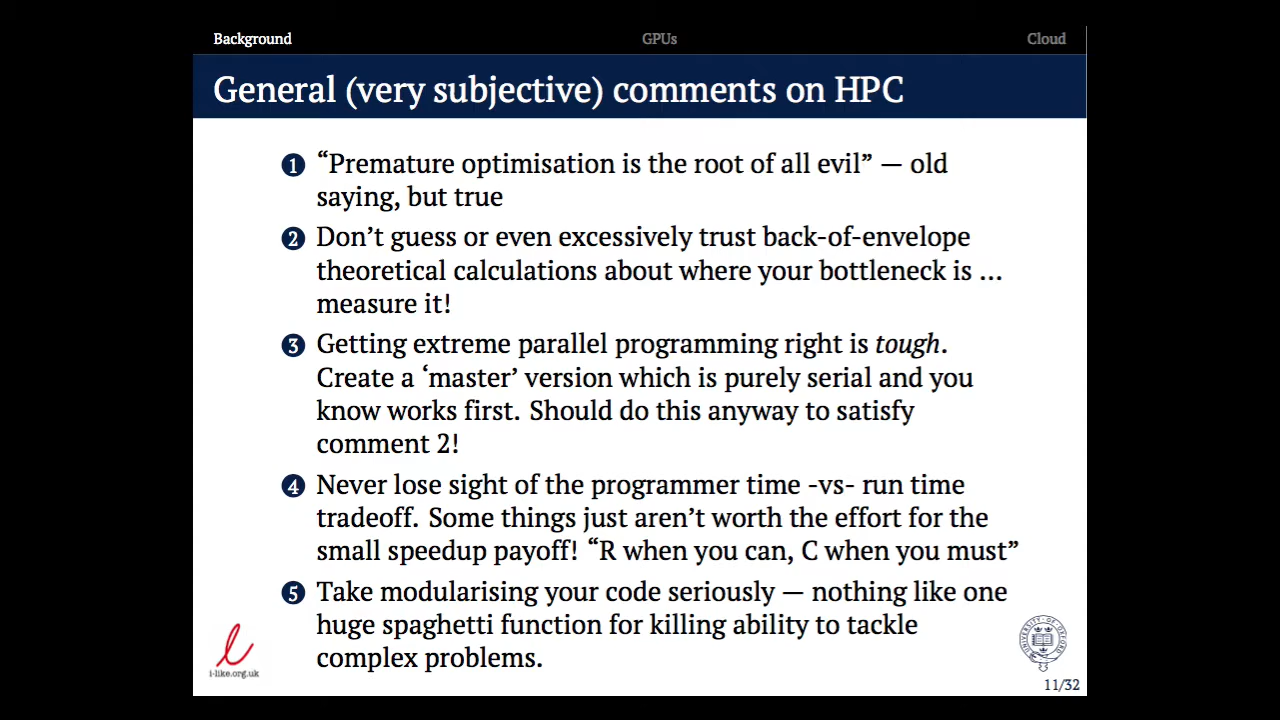 Background GPUs Cloud
General (very subjective) comments on HPC
1 “Premature optimisation is the root of all evil” — old
saying, but true
2 Don’t guess or even excessively trust back-of-envelope
theoretical calculations about where your bottleneck is ...
measure it!
3 Getting extreme parallel programming right is tough.
Create a ‘master’ version which is purely serial and you
know works first. Should do this anyway to satisfy
comment 2!
4 Never lose sight of the programmer time -vs- run time
tradeoff. Some things just aren’t worth the effort for the
small speedup payoff! “R when you can, C when you must”
5 Take modularising your code seriously — nothing like one
huge spaghetti function for killing ability to tackle
complex problems.
i-like.org.uk
UNIVERSITY OF OXFORD
11/32